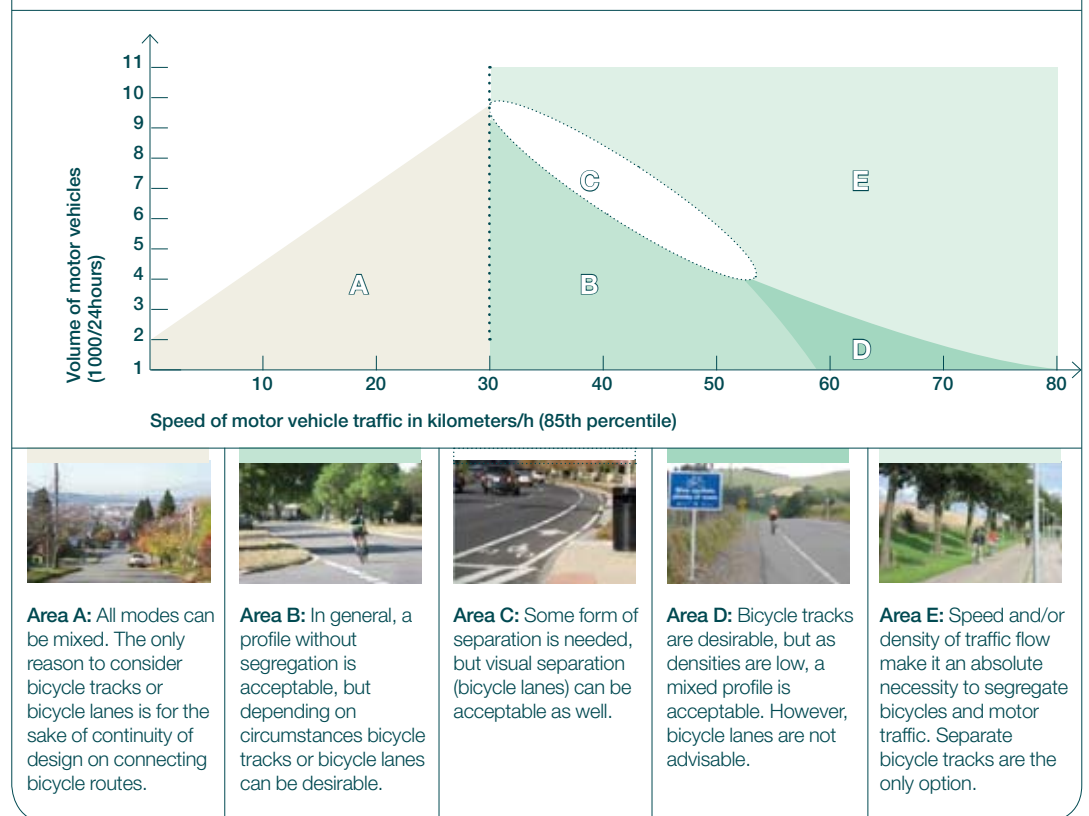 11
10
9
8
7
6
5
4
3
2
1
Volume of motor vehicles
(1000/24hours)
A
B
C
D
E
10
20
30
40
50
60
70
80
Speed of motor vehicle traffic in kilometers/h (85th percentile)
Area A: All modes can
be mixed. The only
reason to consider
bicycle tracks or
bicycle lanes is for the
sake of continuity of
design on connecting
bicycle routes.
Area B: In general, a
profile without
segregation is
acceptable, but
depending on
circumstances bicycle
tracks or bicycle lanes
can be desirable.
Area C: Some form of
separation is needed,
but visual separation
(bicycle lanes) can be
acceptable as well.
Area D: Bicycle tracks
are desirable, but as
densities are low, a
mixed profile is
acceptable. However,
bicycle lanes are not
advisable.
Area E: Speed and/or
density of traffic flow
make it an absolute
necessity to segregate
bicycles and motor
traffic. Separate
bicycle tracks are the
only option.